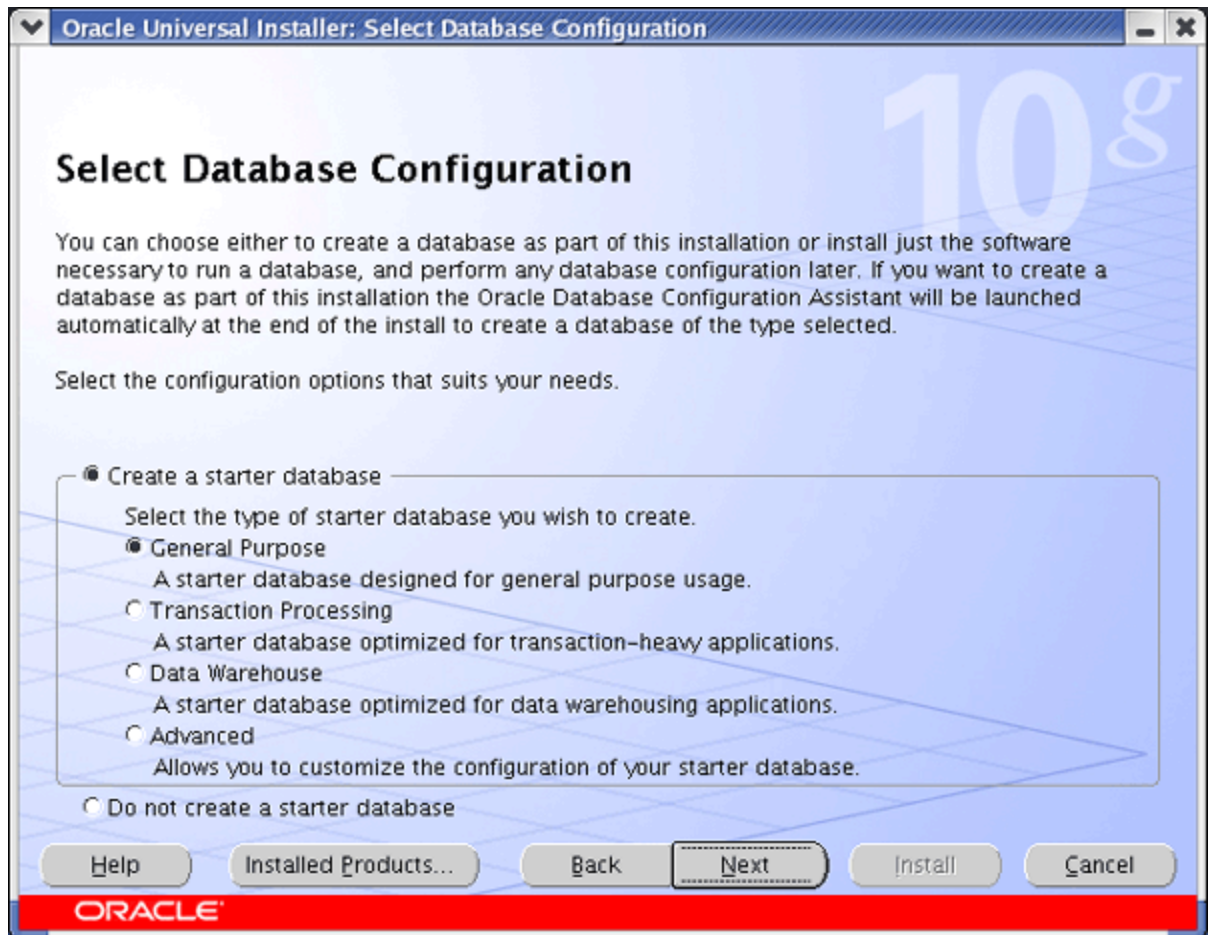 Oracle Universal Installer: Select Database Configuration
10g
Select Database Configuration
You can choose either to create a database as part of this installation or install just the software
necessary to run a database, and perform any database configuration later. If you want to create a
database as part of this installation the Oracle Database Configuration Assistant will be launched
automatically at the end of the install to create a database of the type selected.
Select the configuration options that suits your needs.
Create a starter database
Select the type of starter database you wish to create.
General Purpose
A starter database designed for general purpose usage.
Transaction Processing
A starter database optimized for transaction-heavy applications.
Data Warehouse
A starter database optimized for data warehousing applications.
Advanced
Allows you to customize the configuration of your starter database.
Do not create a starter database
Help Installed Products... Back Next Install Cancel
ORACLE